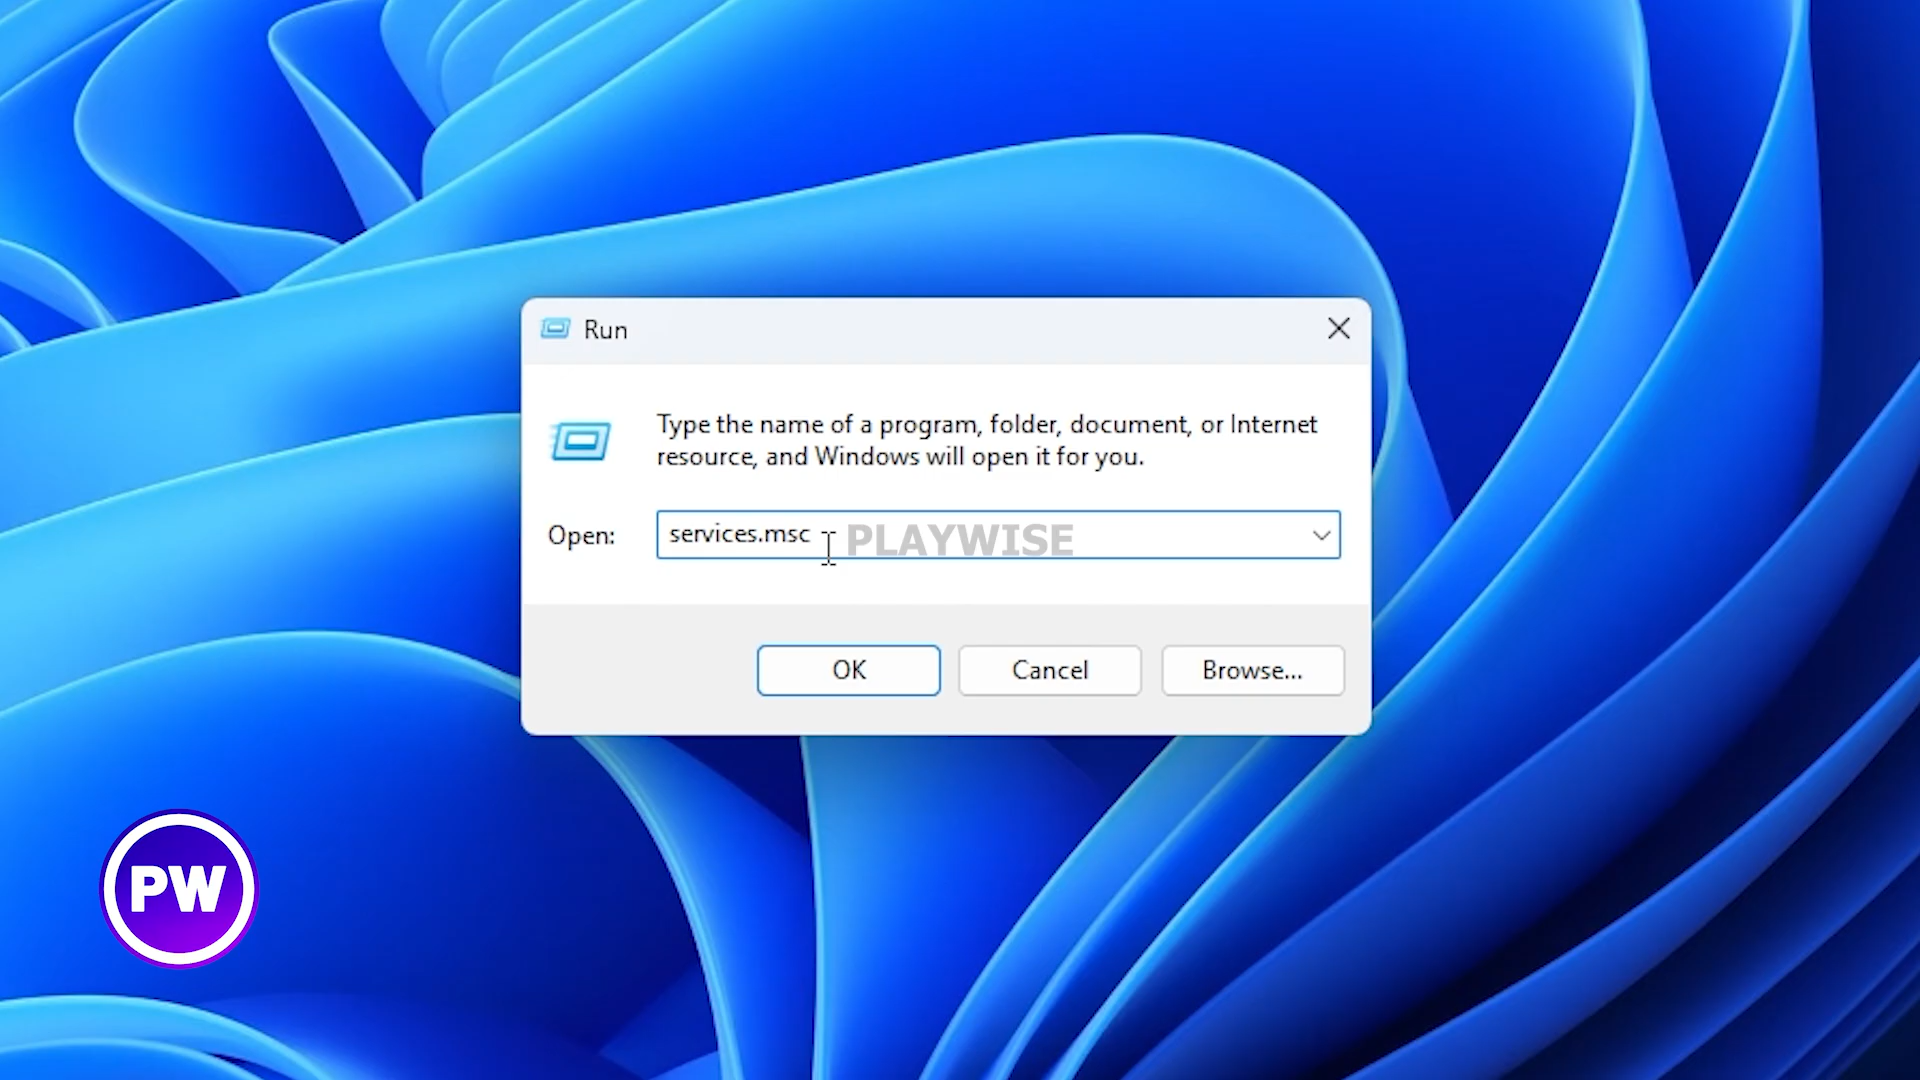 Run
Type the name of a program, folder, document, or Internet
resource, and Windows will open it for you.
Open: services.msc
PLAYWISE
OK Cancel Browse...
PW